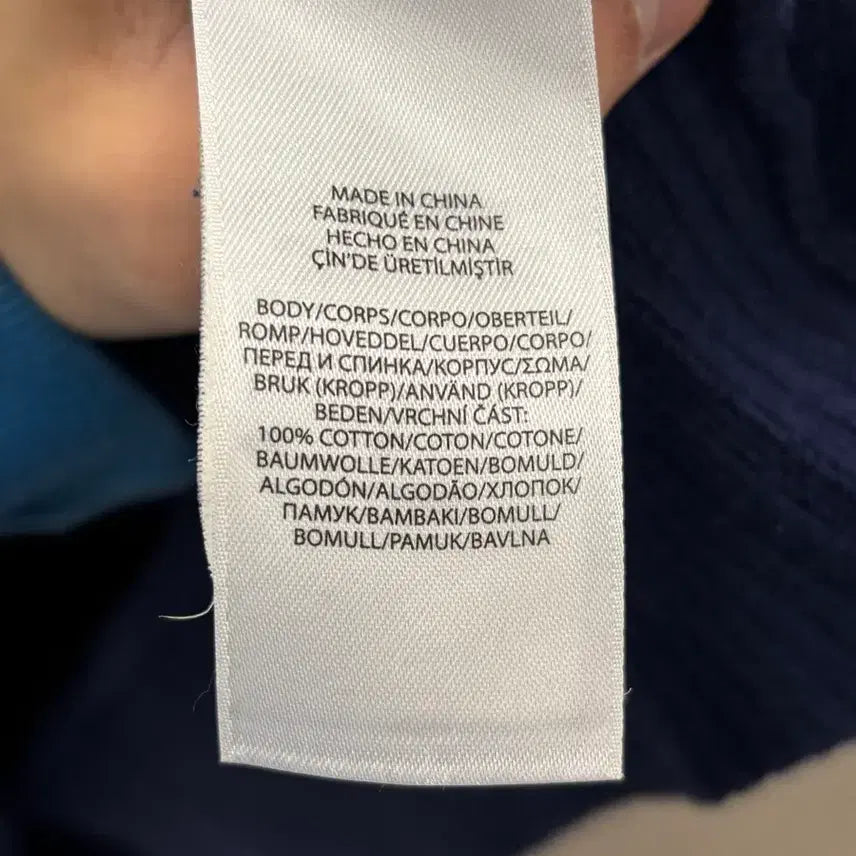 MADE IN CHINA
FABRIQUÉ EN CHINE
HECHO EN CHINA
ÇİN'DE ÜRETİLMİŞTİR
BODY/CORPS/CORPO/OBERTEIL/
ROMP/HOVEDDEL/CUERPO/CORPO/
ПЕРЕД И СПИНКА/КОРПУС/ΣΩΜΑ/
BRUK (KROPP)/ANVÄND (KROPP)/
BEDEN/VRCHNÍ ČÁST:
100% COTTON/COTON/COTONE/
BAUMWOLLE/KATOEN/BOMULD/
ALGODÓN/ALGODÃO/ХЛОПОК/
ПАМУК/BAMBAKI/BOMULL/
BOMULL/PAMUK/BAVLNA